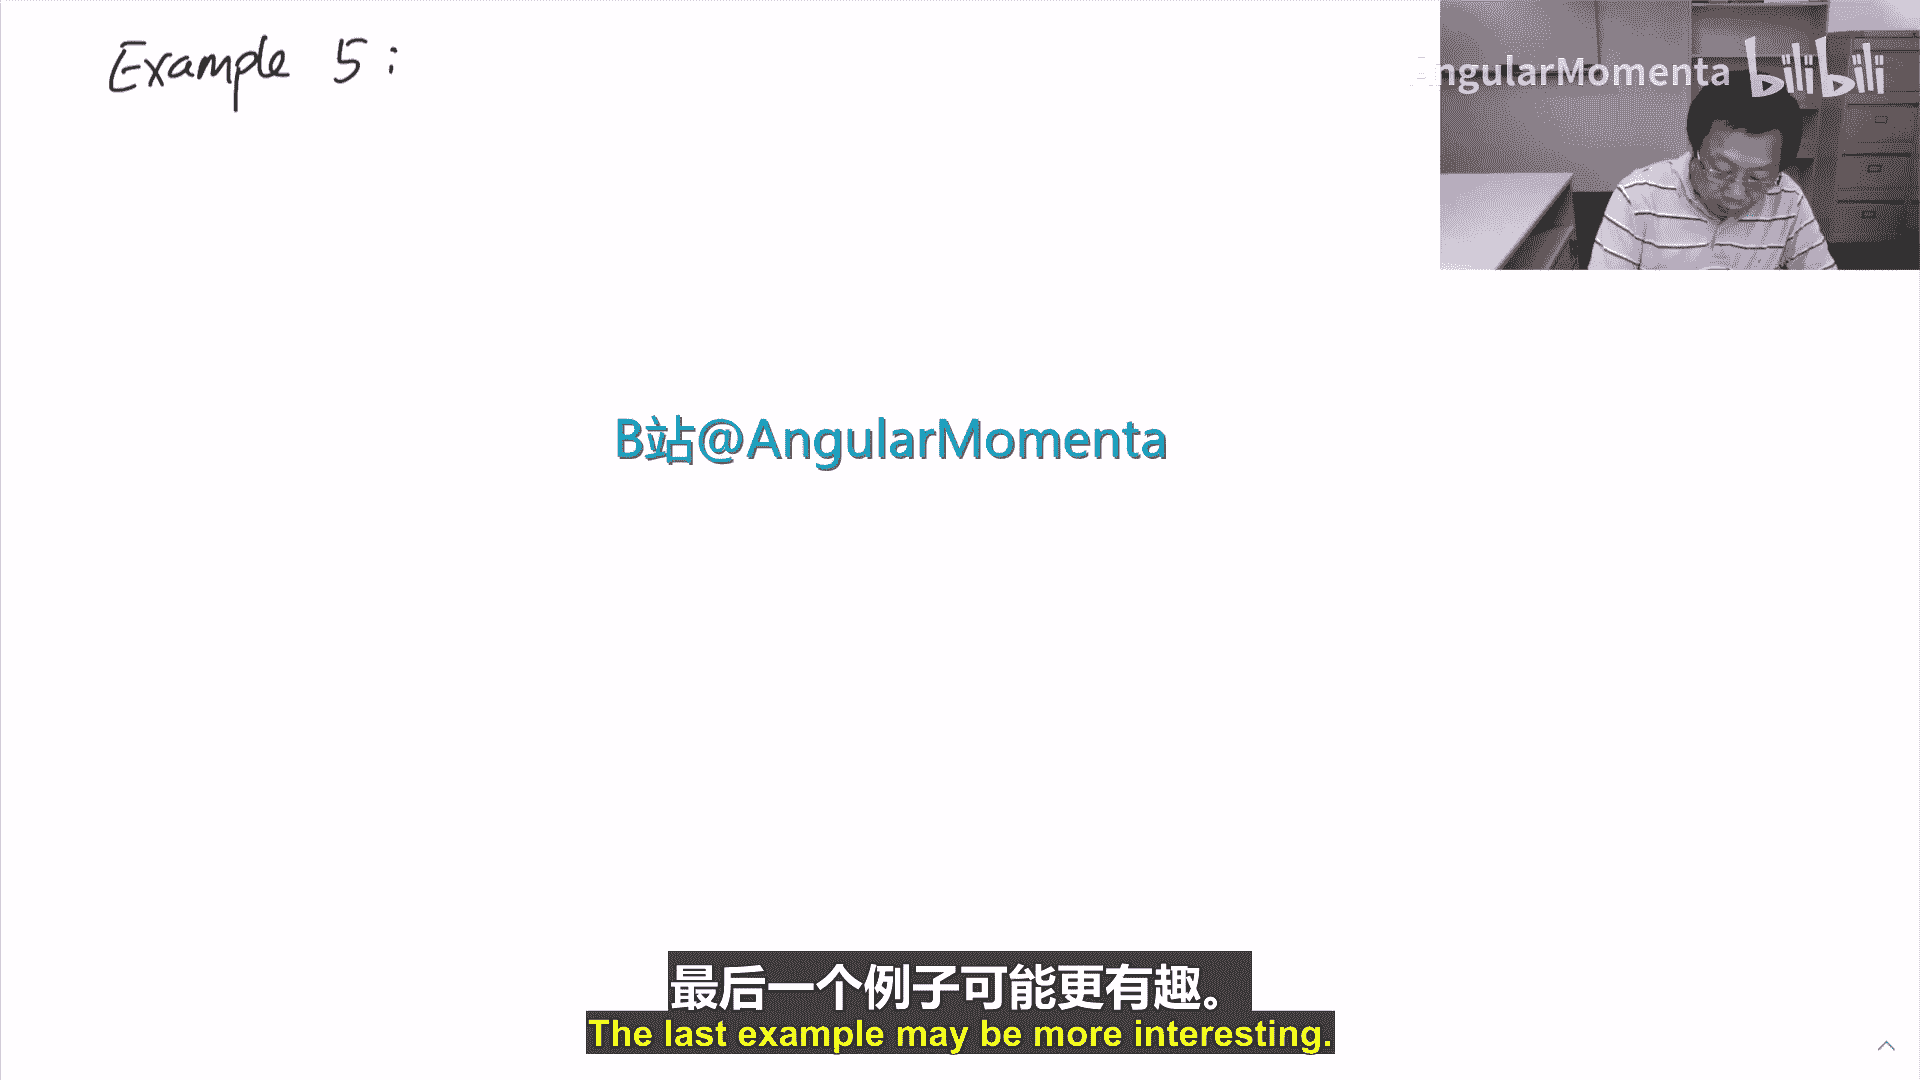 Example 5 :
ngularMomenta bilibili
B站@AngularMomenta
最后一个例子可能更有趣。
The last example may be more interesting.